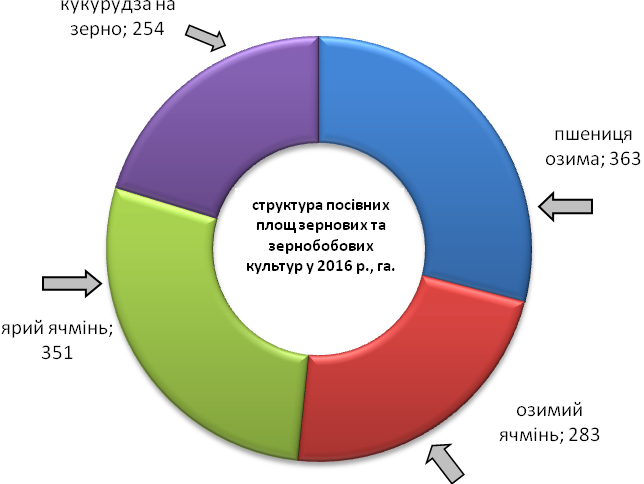 кукурудза на
зерно; 254
пшениця
озима; 363
структура посівних
площ зернових та
зернобобових
культур у 2016 р., га.
ярий ячмінь;
351
озимий
ячмінь; 283